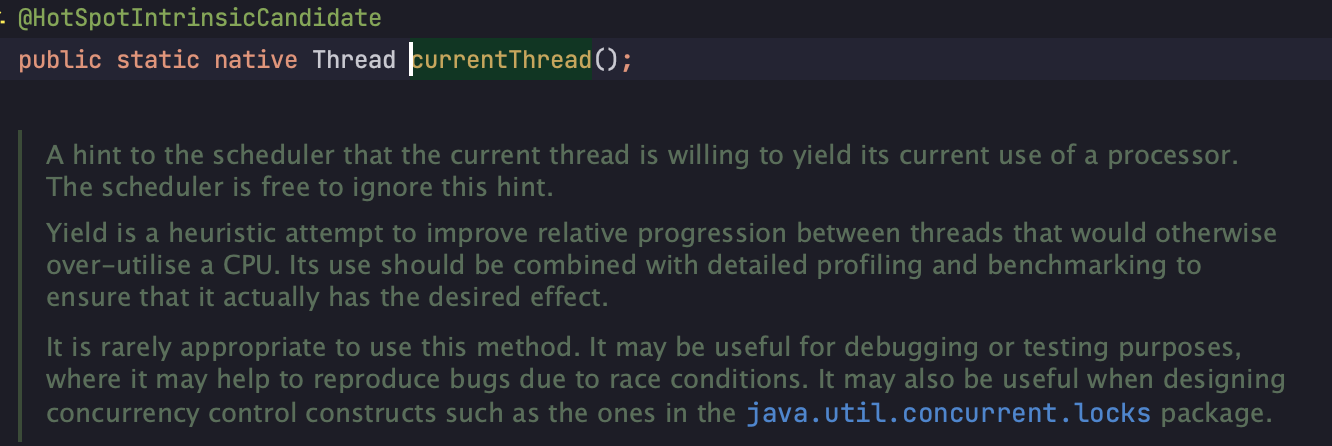 @HotSpotIntrinsicCandidate
public static native Thread currentThread();
A hint to the scheduler that the current thread is willing to yield its current use of a processor.
The scheduler is free to ignore this hint.
Yield is a heuristic attempt to improve relative progression between threads that would otherwise
over-utilise a CPU. Its use should be combined with detailed profiling and benchmarking to
ensure that it actually has the desired effect.
It is rarely appropriate to use this method. It may be useful for debugging or testing purposes,
where it may help to reproduce bugs due to race conditions. It may also be useful when designing
concurrency control constructs such as the ones in the java.util.concurrent.locks package.